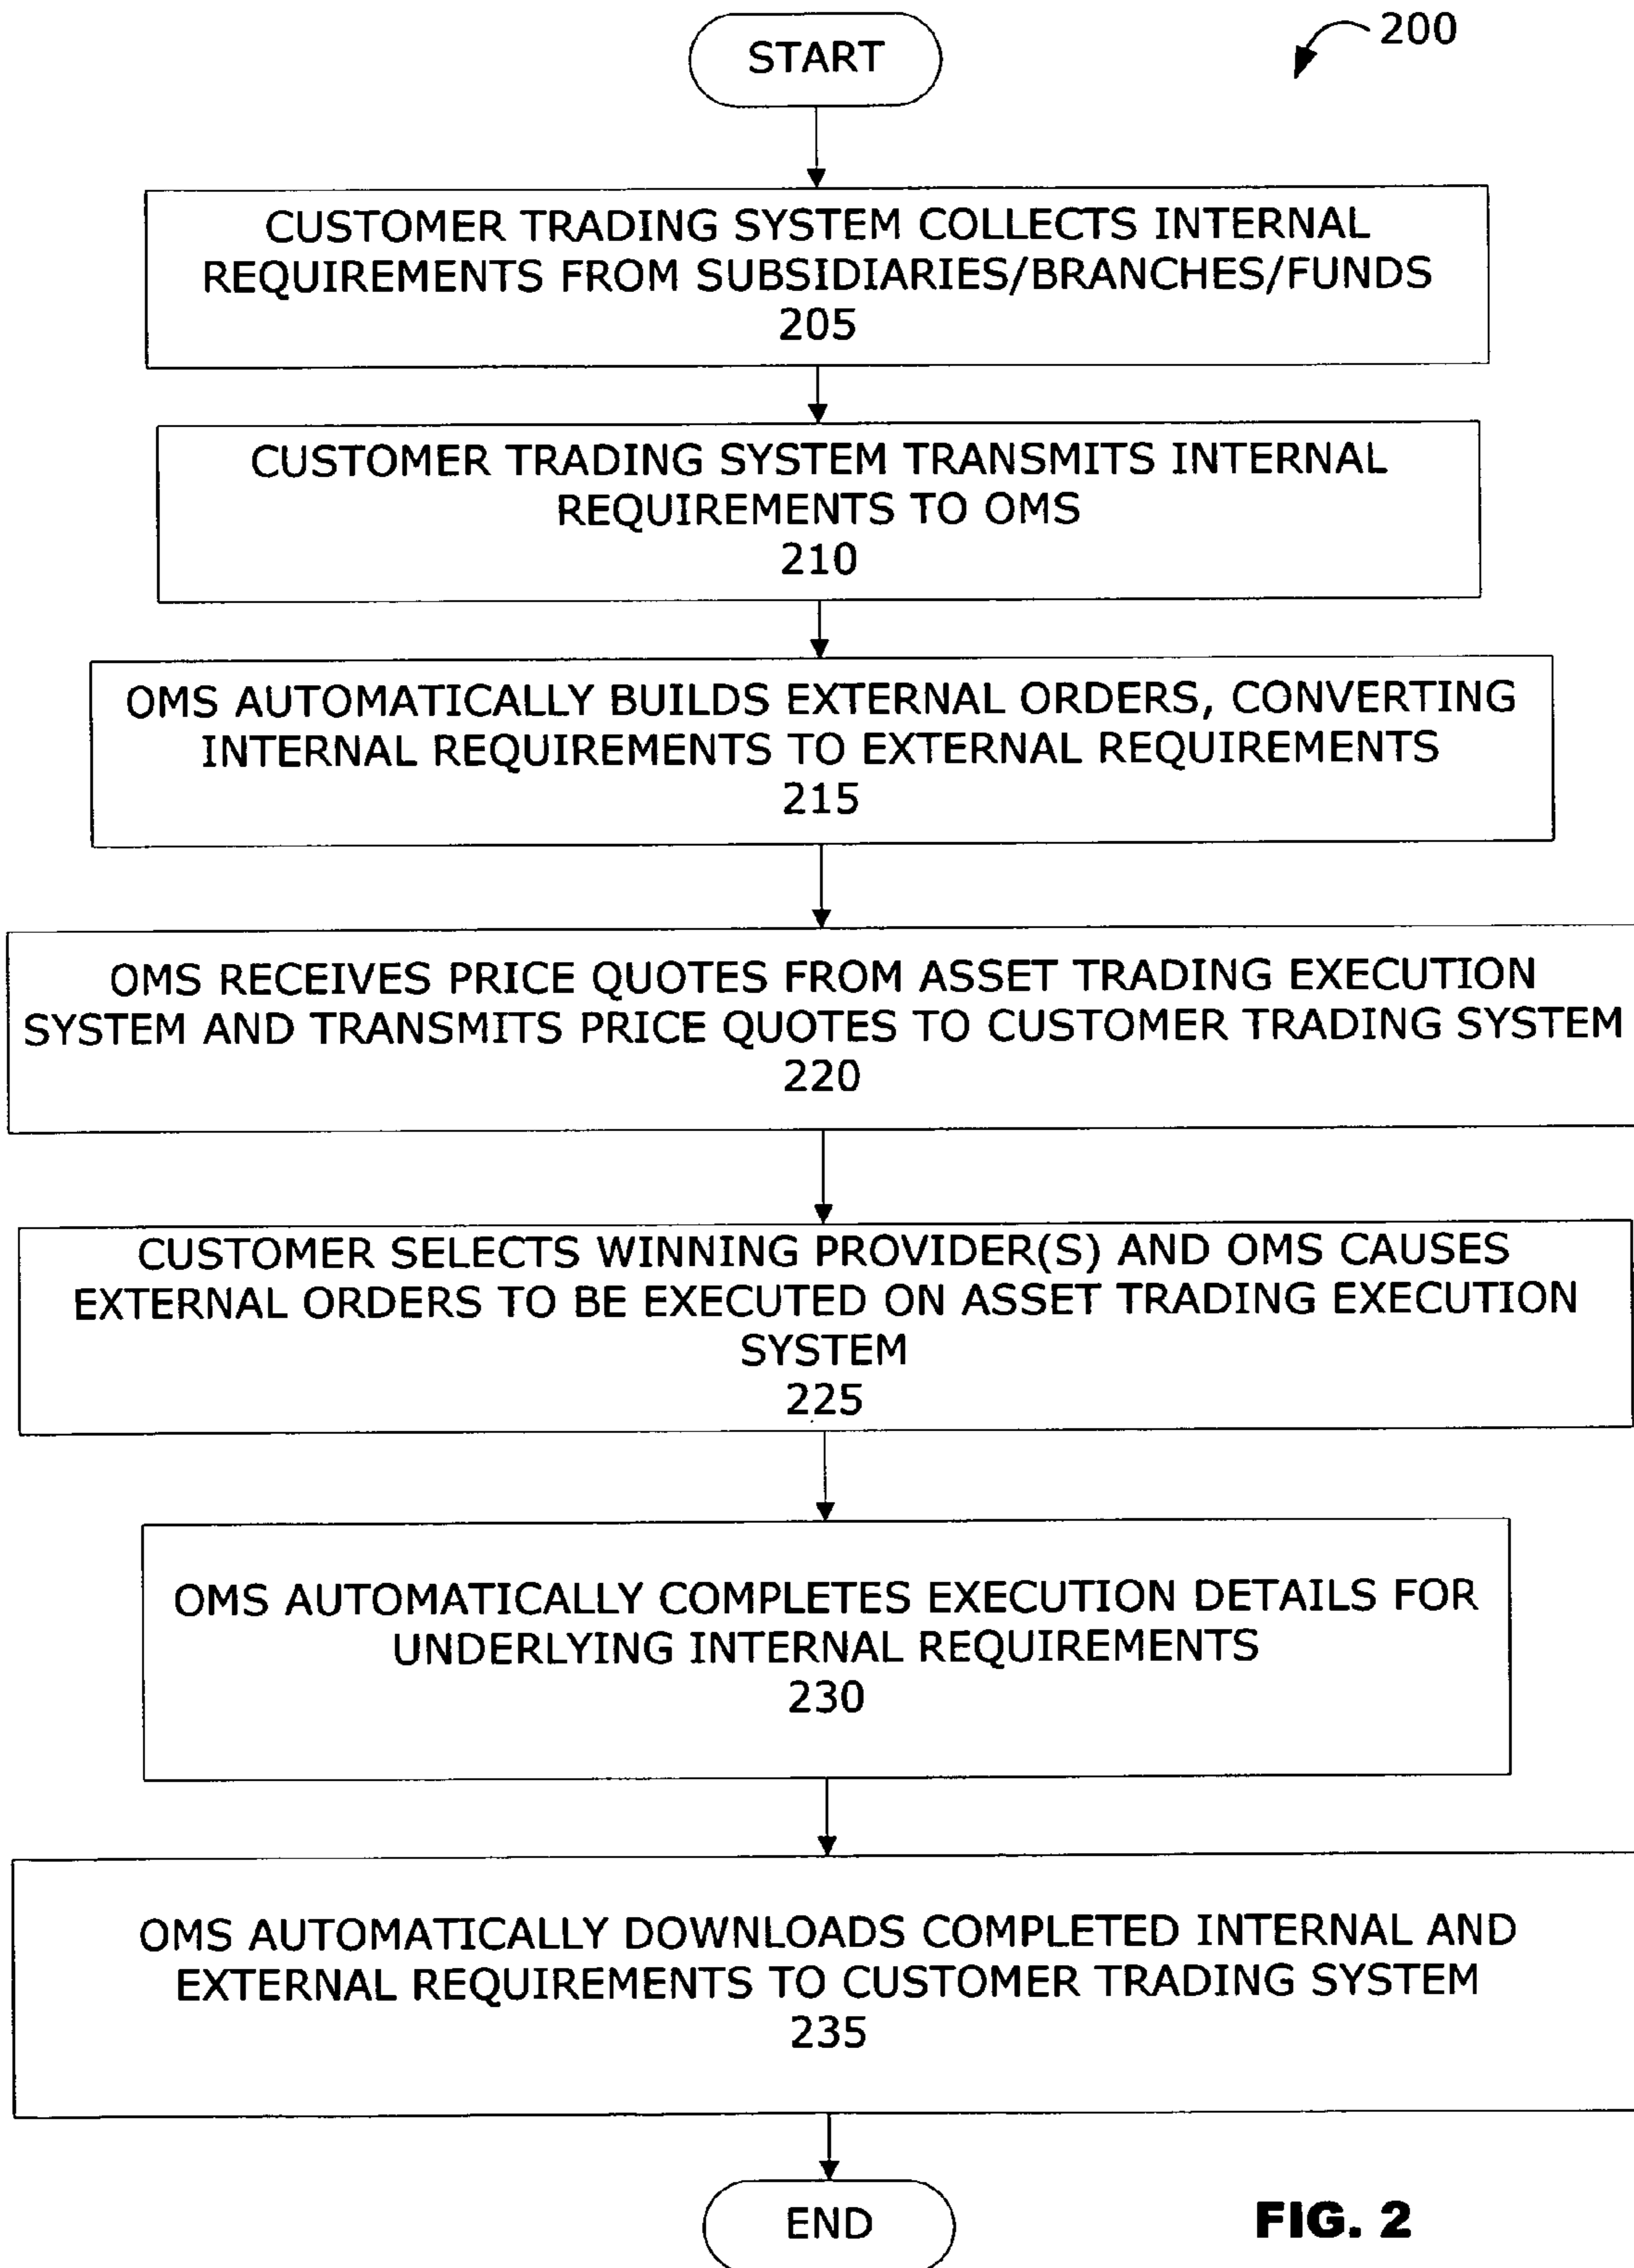 START
200
CUSTOMER TRADING SYSTEM COLLECTS INTERNAL
REQUIREMENTS FROM SUBSIDIARIES/BRANCHES/FUNDS
205
CUSTOMER TRADING SYSTEM TRANSMITS INTERNAL
REQUIREMENTS TO OMS
210
OMS AUTOMATICALLY BUILDS EXTERNAL ORDERS, CONVERTING
INTERNAL REQUIREMENTS TO EXTERNAL REQUIREMENTS
215
OMS RECEIVES PRICE QUOTES FROM ASSET TRADING EXECUTION
SYSTEM AND TRANSMITS PRICE QUOTES TO CUSTOMER TRADING SYSTEM
220
CUSTOMER SELECTS WINNING PROVIDER(S) AND OMS CAUSES
EXTERNAL ORDERS TO BE EXECUTED ON ASSET TRADING EXECUTION
SYSTEM
225
OMS AUTOMATICALLY COMPLETES EXECUTION DETAILS FOR
UNDERLYING INTERNAL REQUIREMENTS
230
OMS AUTOMATICALLY DOWNLOADS COMPLETED INTERNAL AND
EXTERNAL REQUIREMENTS TO CUSTOMER TRADING SYSTEM
235
END
FIG. 2